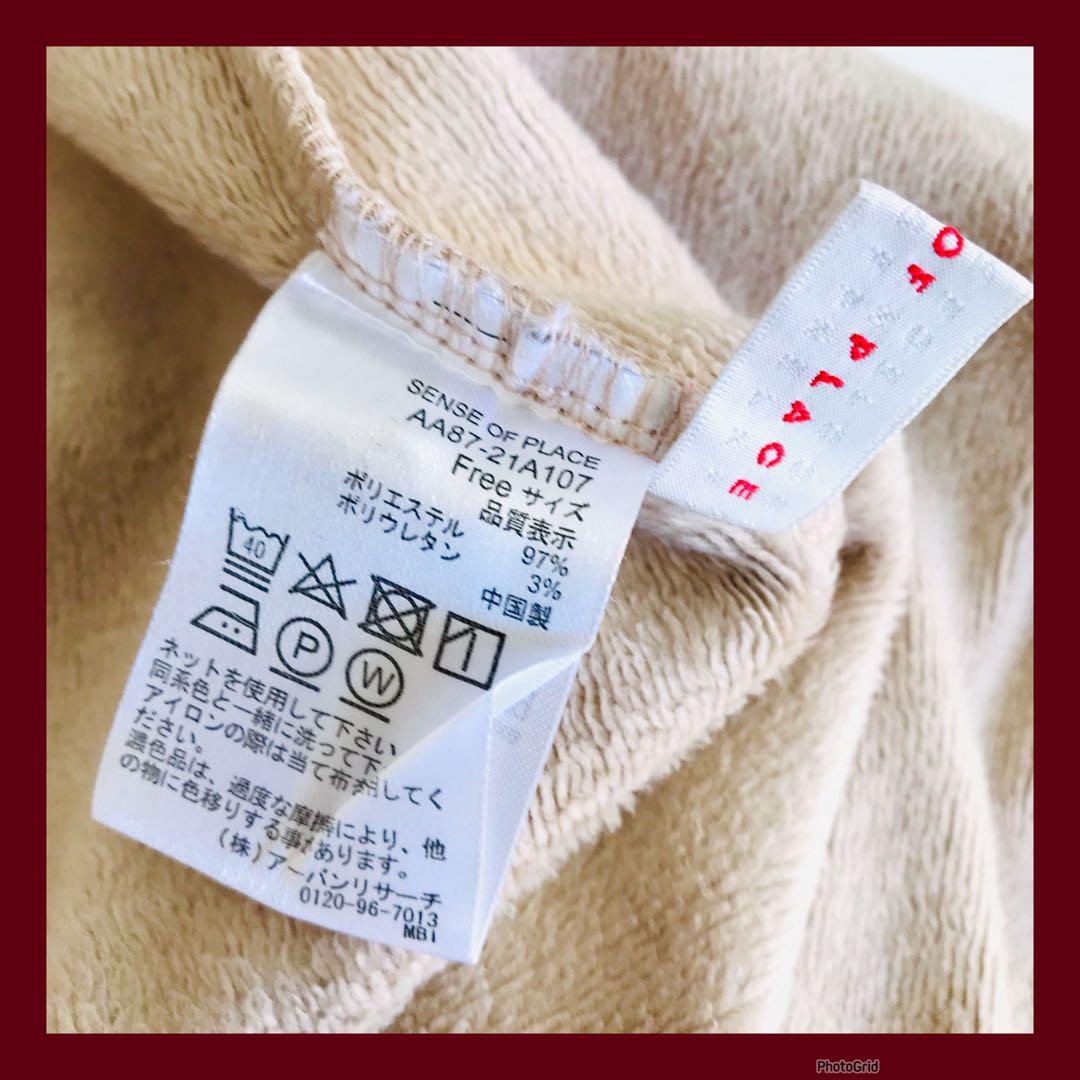 SENSE OF PLACE
AA87-21A107
Free サイズ
品質表示
ポリエステル 97%
ポリウレタン 3%
中国製
40
P
W
ネットを使用して下さい
同系色と一緒に洗って下
アイロンの際は当て布してく
ださい。
濃色品は、過度な摩擦により、他
の物に色移りする事があります。
(株)アーバンリサーチ
0120-96-7013
MB1
OF PLACE
PhotoGrid